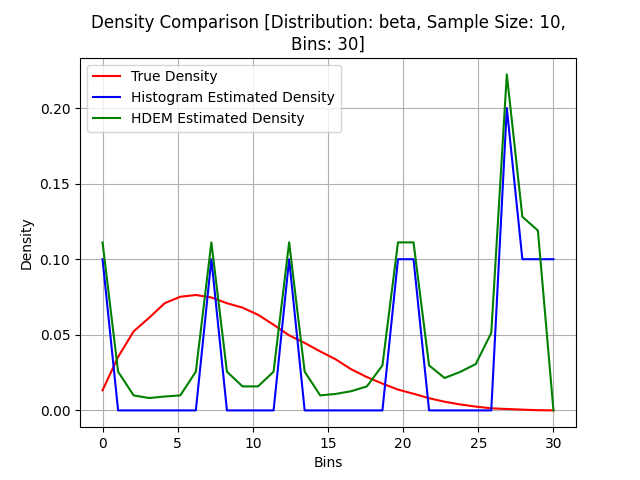 Density Comparison [Distribution: beta, Sample Size: 10,
Bins: 30]
True Density
Histogram Estimated Density
HDEM Estimated Density
Density
0.20
0.15
0.10
0.05
0.00
0 5 10 15 20 25 30
Bins